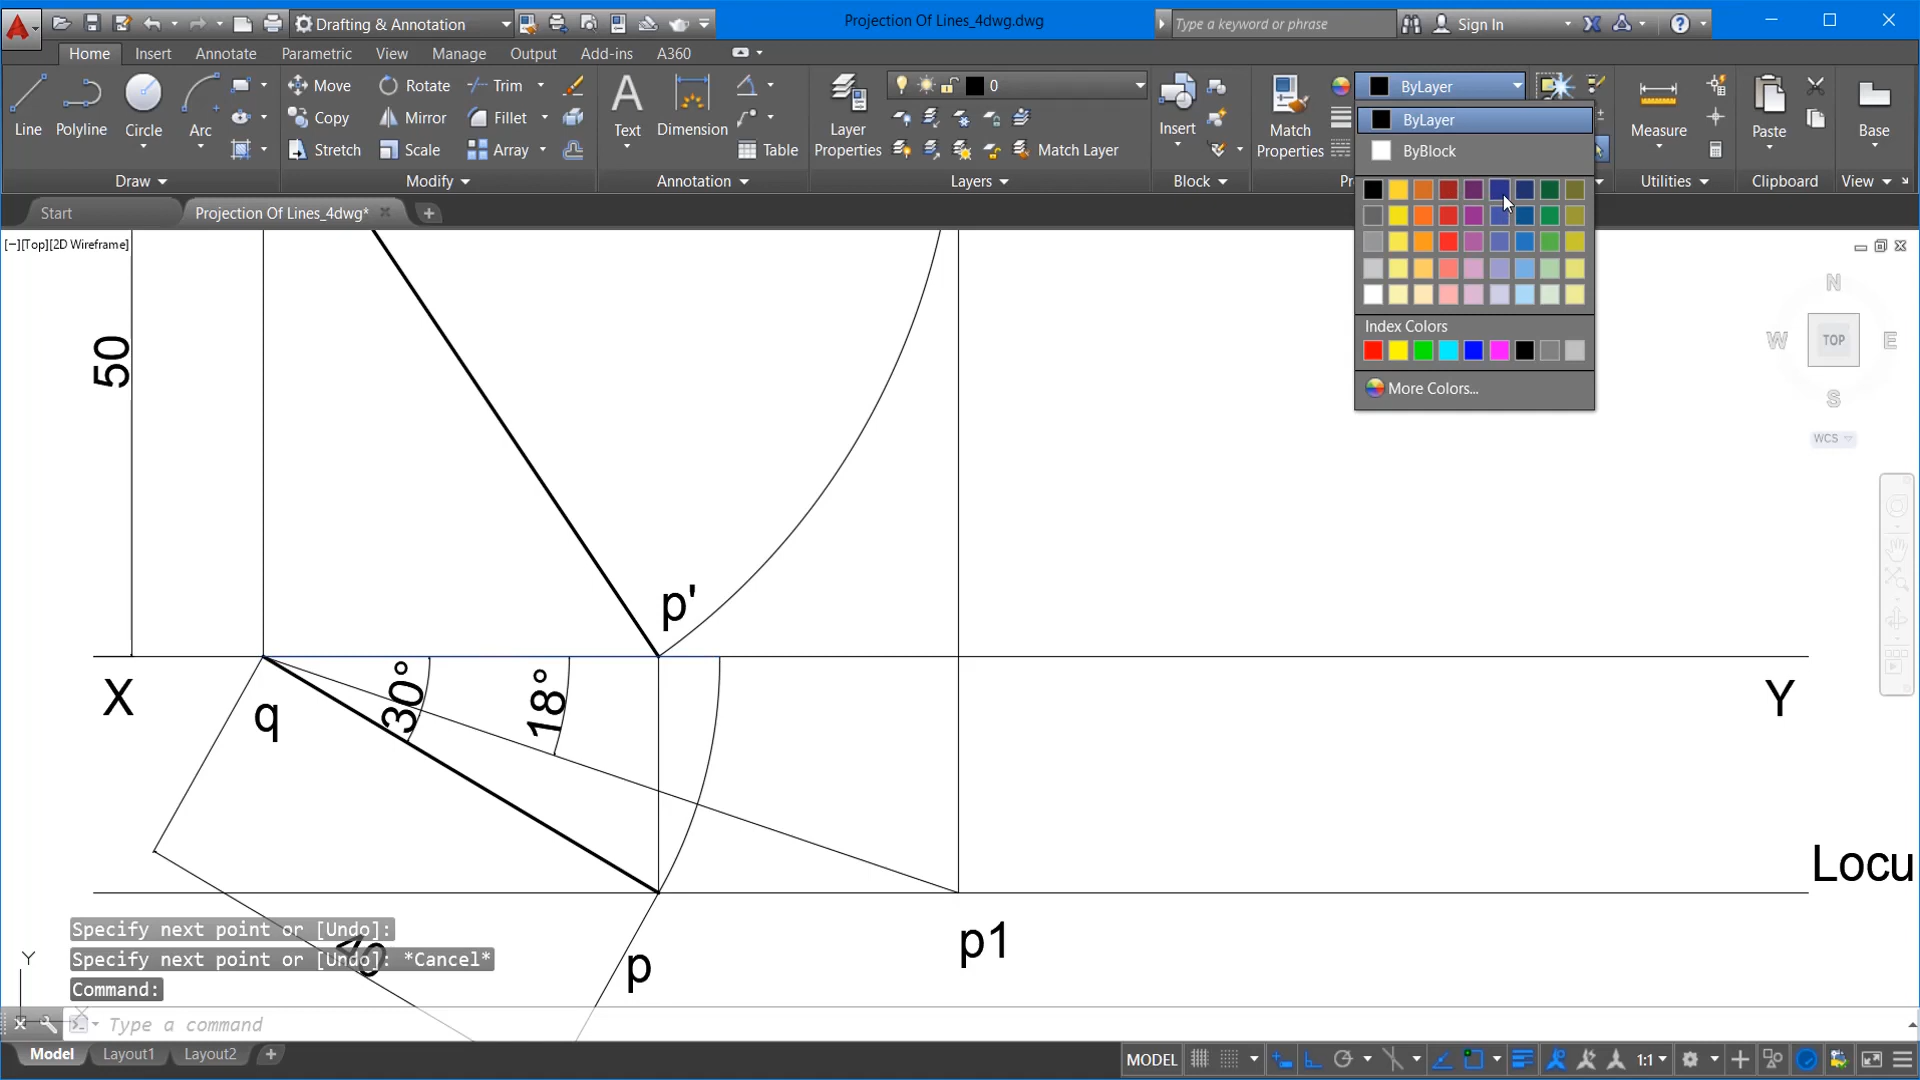 Drafting & Annotation
Projection Of Lines_4dwg.dwg
Type a keyword or phrase
Sign In
Home Insert Annotate Parametric View Manage Output Add-ins A360
Line Polyline Circle Arc
Move Rotate Trim
Copy Mirror Fillet
Stretch Scale Array
Text Dimension Table
Layer Properties
0
Match Layer
Insert
Match Properties
ByLayer
Measure
Paste
Base
Draw Modify Annotation Layers Block Pr Utilities Clipboard View
ByLayer
ByBlock
Index Colors
More Colors...
Start Projection Of Lines_4dwg*
[−][Top][2D Wireframe]
N
W TOP E
S
WCS
50
p'
X
q
30°
18°
Y
Locu
p1
p
Specify next point or [Undo]:
Specify next point or [Undo]: *Cancel*
Command:
Y
X
Type a command
Model Layout1 Layout2
MODEL 1:1